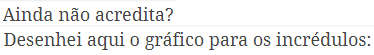 Ainda não acredita?
Desenhei aqui o gráfico para os incrédulos: